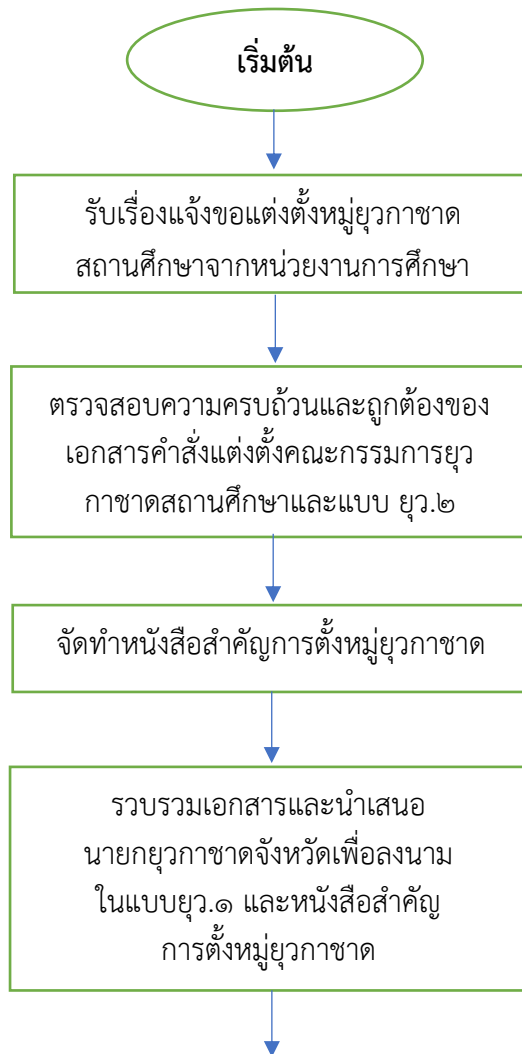 เริ่มต้น
รับเรื่องแจ้งขอแต่งตั้งหมู่ยุวกาชาด
สถานศึกษาจากหน่วยงานการศึกษา
ตรวจสอบความครบถ้วนและถูกต้องของ
เอกสารคำสั่งแต่งตั้งคณะกรรมการยุว
กาชาดสถานศึกษาและแบบ ยุว.๒
จัดทำหนังสือสำคัญการตั้งหมู่ยุวกาชาด
รวบรวมเอกสารและนำเสนอ
นายกยุวกาชาดจังหวัดเพื่อลงนาม
ในแบบยุว.๑ และหนังสือสำคัญ
การตั้งหมู่ยุวกาชาด